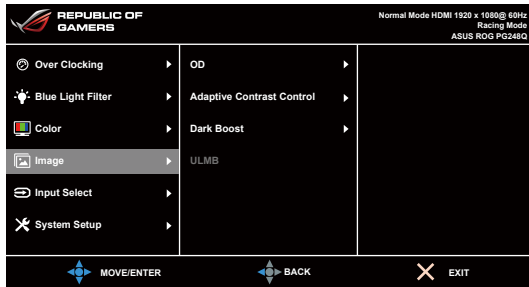 REPUBLIC OF
GAMERS
Normal Mode HDMI 1920 x 1080@ 60Hz
Racing Mode
ASUS ROG PG248Q
Over Clocking
Blue Light Filter
Color
Image
Input Select
System Setup
OD
Adaptive Contrast Control
Dark Boost
ULMB
MOVE/ENTER
BACK
EXIT